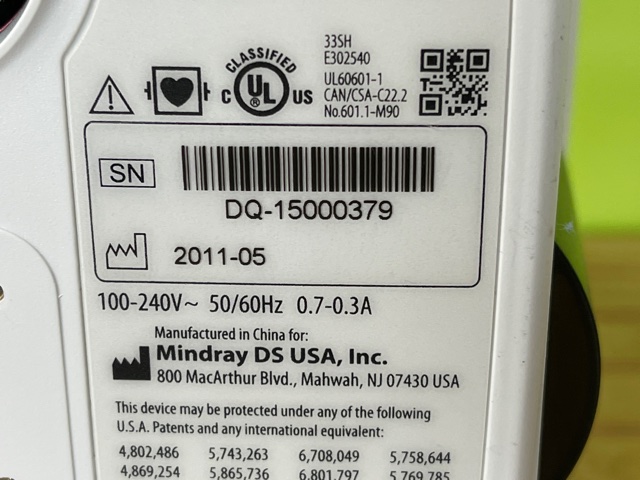 33SH
E302540
CLASSIFIED
C UL US
®
UL60601-1
CAN/CSA-C22.2
No.601.1-M90
SN
DQ-15000379
2011-05
100-240V~ 50/60Hz 0.7-0.3A
Manufactured in China for:
Mindray DS USA, Inc.
800 MacArthur Blvd., Mahwah, NJ 07430 USA
This device may be protected under any of the following
U.S.A. Patents and any international equivalent:
4,802,486 5,743,263 6,708,049 5,758,644
4,869,254 5,865,736 6,801,797 5,769,785